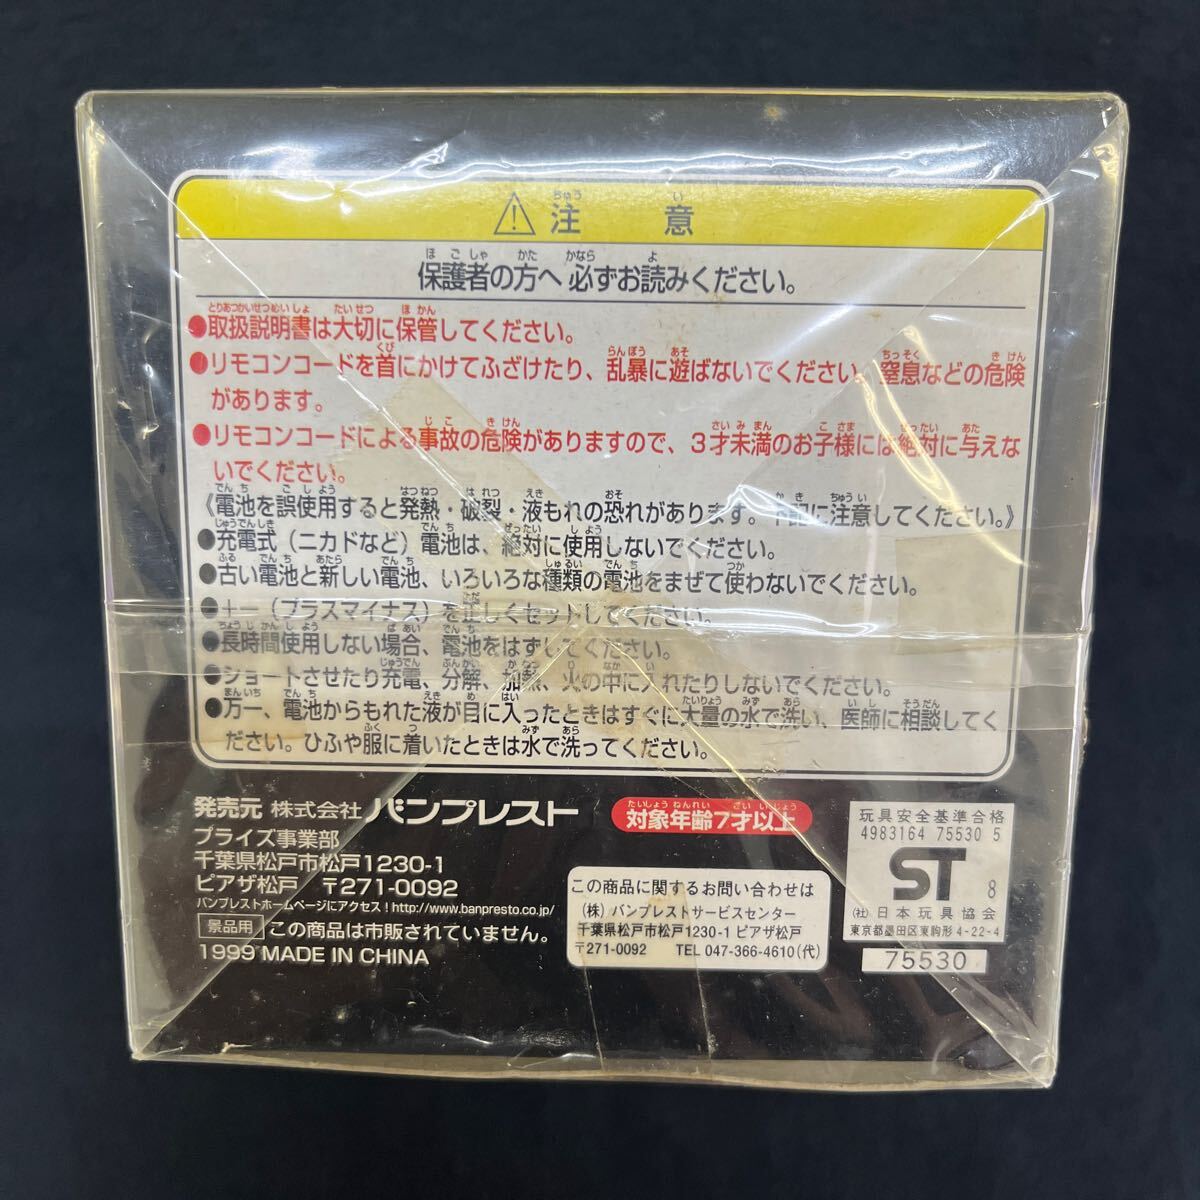 ⚠注意
保護者の方へ必ずお読みください。
●取扱説明書は大切に保管してください。
●リモコンコードを首にかけてふざけたり、乱暴に遊ばないでください。窒息などの危険
があります。
●リモコンコードによる事故の危険がありますので、3才未満のお子様には絶対に与えな
いでください。
《電池を誤使用すると発熱・破裂・液もれの恐れがあります。下記に注意してください。》
●充電式(ニカドなど)電池は、絶対に使用しないでください。
●古い電池と新しい電池、いろいろな種類の電池をまぜて使わないでください。
●+−(プラスマイナス)を正しくセットしてください。
●長時間使用しない場合、電池をはずしてください。
●ショートさせたり充電、分解、加熱、火の中に入れたりしないでください。
●万一、電池からもれた液が目に入ったときはすぐに大量の水で洗い、医師に相談してく
ださい。ひふや服に着いたときは水で洗ってください。
発売元 株式会社 バンプレスト
プライズ事業部
千葉県松戸市松戸1230-1
ピアザ松戸 〒271-0092
バンプレストホームページにアクセス!http://www.banpresto.co.jp/
景品用 この商品は市販されていません。
1999 MADE IN CHINA
対象年齢7才以上
この商品に関するお問い合わせは
(株)バンプレストサービスセンター
千葉県松戸市松戸1230-1 ピアザ松戸
〒271-0092 TEL 047-366-4610(代)
玩具安全基準合格
4983164 75530 5
ST 8
(社)日本玩具協会
東京都墨田区東駒形4-22-4
75530